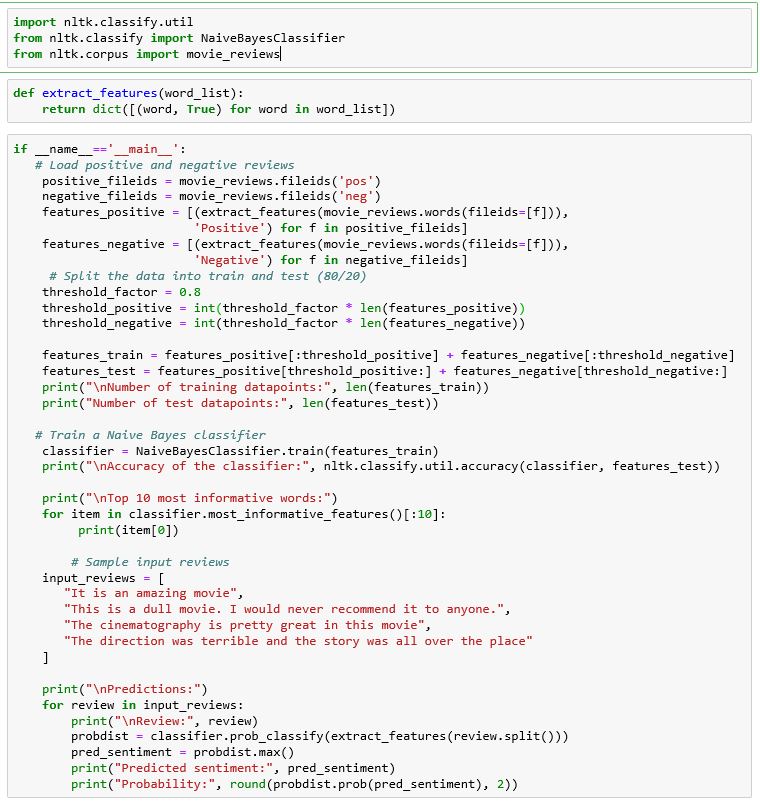 import nltk.classify.util
from nltk.classify import NaiveBayesClassifier
from nltk.corpus import movie_reviews
def extract_features(word_list):
    return dict([(word, True) for word in word_list])
if __name__=='__main__':
   # Load positive and negative reviews
    positive_fileids = movie_reviews.fileids('pos')
    negative_fileids = movie_reviews.fileids('neg')
    features_positive = [(extract_features(movie_reviews.words(fileids=[f])),
                         'Positive') for f in positive_fileids]
    features_negative = [(extract_features(movie_reviews.words(fileids=[f])),
                         'Negative') for f in negative_fileids]
     # Split the data into train and test (80/20)
    threshold_factor = 0.8
    threshold_positive = int(threshold_factor * len(features_positive))
    threshold_negative = int(threshold_factor * len(features_negative))
    features_train = features_positive[:threshold_positive] + features_negative[:threshold_negative]
    features_test = features_positive[threshold_positive:] + features_negative[threshold_negative:]
    print("\nNumber of training datapoints:", len(features_train))
    print("Number of test datapoints:", len(features_test))
   # Train a Naive Bayes classifier
    classifier = NaiveBayesClassifier.train(features_train)
    print("\nAccuracy of the classifier:", nltk.classify.util.accuracy(classifier, features_test))
    print("\nTop 10 most informative words:")
    for item in classifier.most_informative_features()[:10]:
         print(item[0])
        # Sample input reviews
    input_reviews = [
       "It is an amazing movie",
       "This is a dull movie. I would never recommend it to anyone.",
       "The cinematography is pretty great in this movie",
       "The direction was terrible and the story was all over the place"
    ]
    print("\nPredictions:")
    for review in input_reviews:
        print("\nReview:", review)
        probdist = classifier.prob_classify(extract_features(review.split()))
        pred_sentiment = probdist.max()
        print("Predicted sentiment:", pred_sentiment)
        print("Probability:", round(probdist.prob(pred_sentiment), 2))